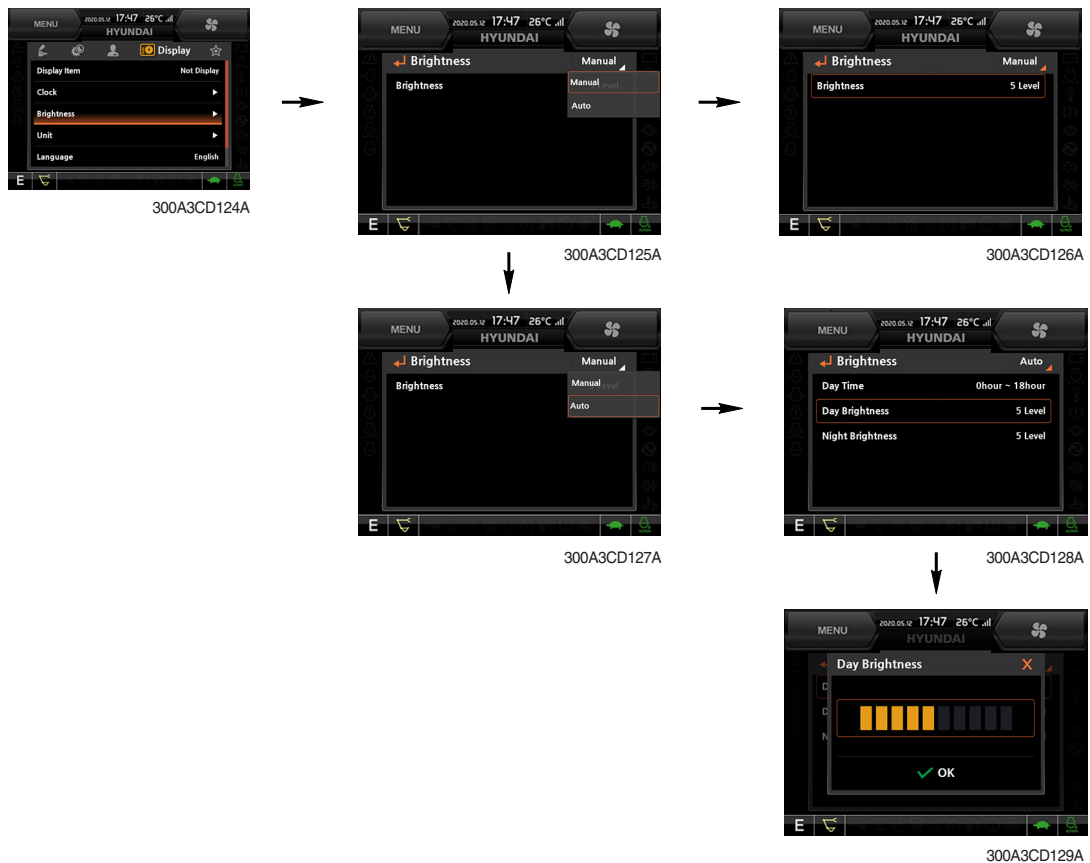 MENU 2020.05.12 17:47 26°C
HYUNDAI
Display
Display Item Not Display
Clock
Brightness
Unit
Language English
E
300A3CD124A
MENU 2020.05.12 17:47 26°C
HYUNDAI
Brightness Manual
Brightness Manual
Auto
E
300A3CD125A
MENU 2020.05.12 17:47 26°C
HYUNDAI
Brightness Manual
Brightness 5 Level
E
300A3CD126A
MENU 2020.05.12 17:47 26°C
HYUNDAI
Brightness Manual
Brightness Manual
Auto
E
300A3CD127A
MENU 2020.05.12 17:47 26°C
HYUNDAI
Brightness Auto
Day Time 0hour ~ 18hour
Day Brightness 5 Level
Night Brightness 5 Level
E
300A3CD128A
MENU 2020.05.12 17:47 26°C
HYUNDAI
Day Brightness X
OK
E
300A3CD129A